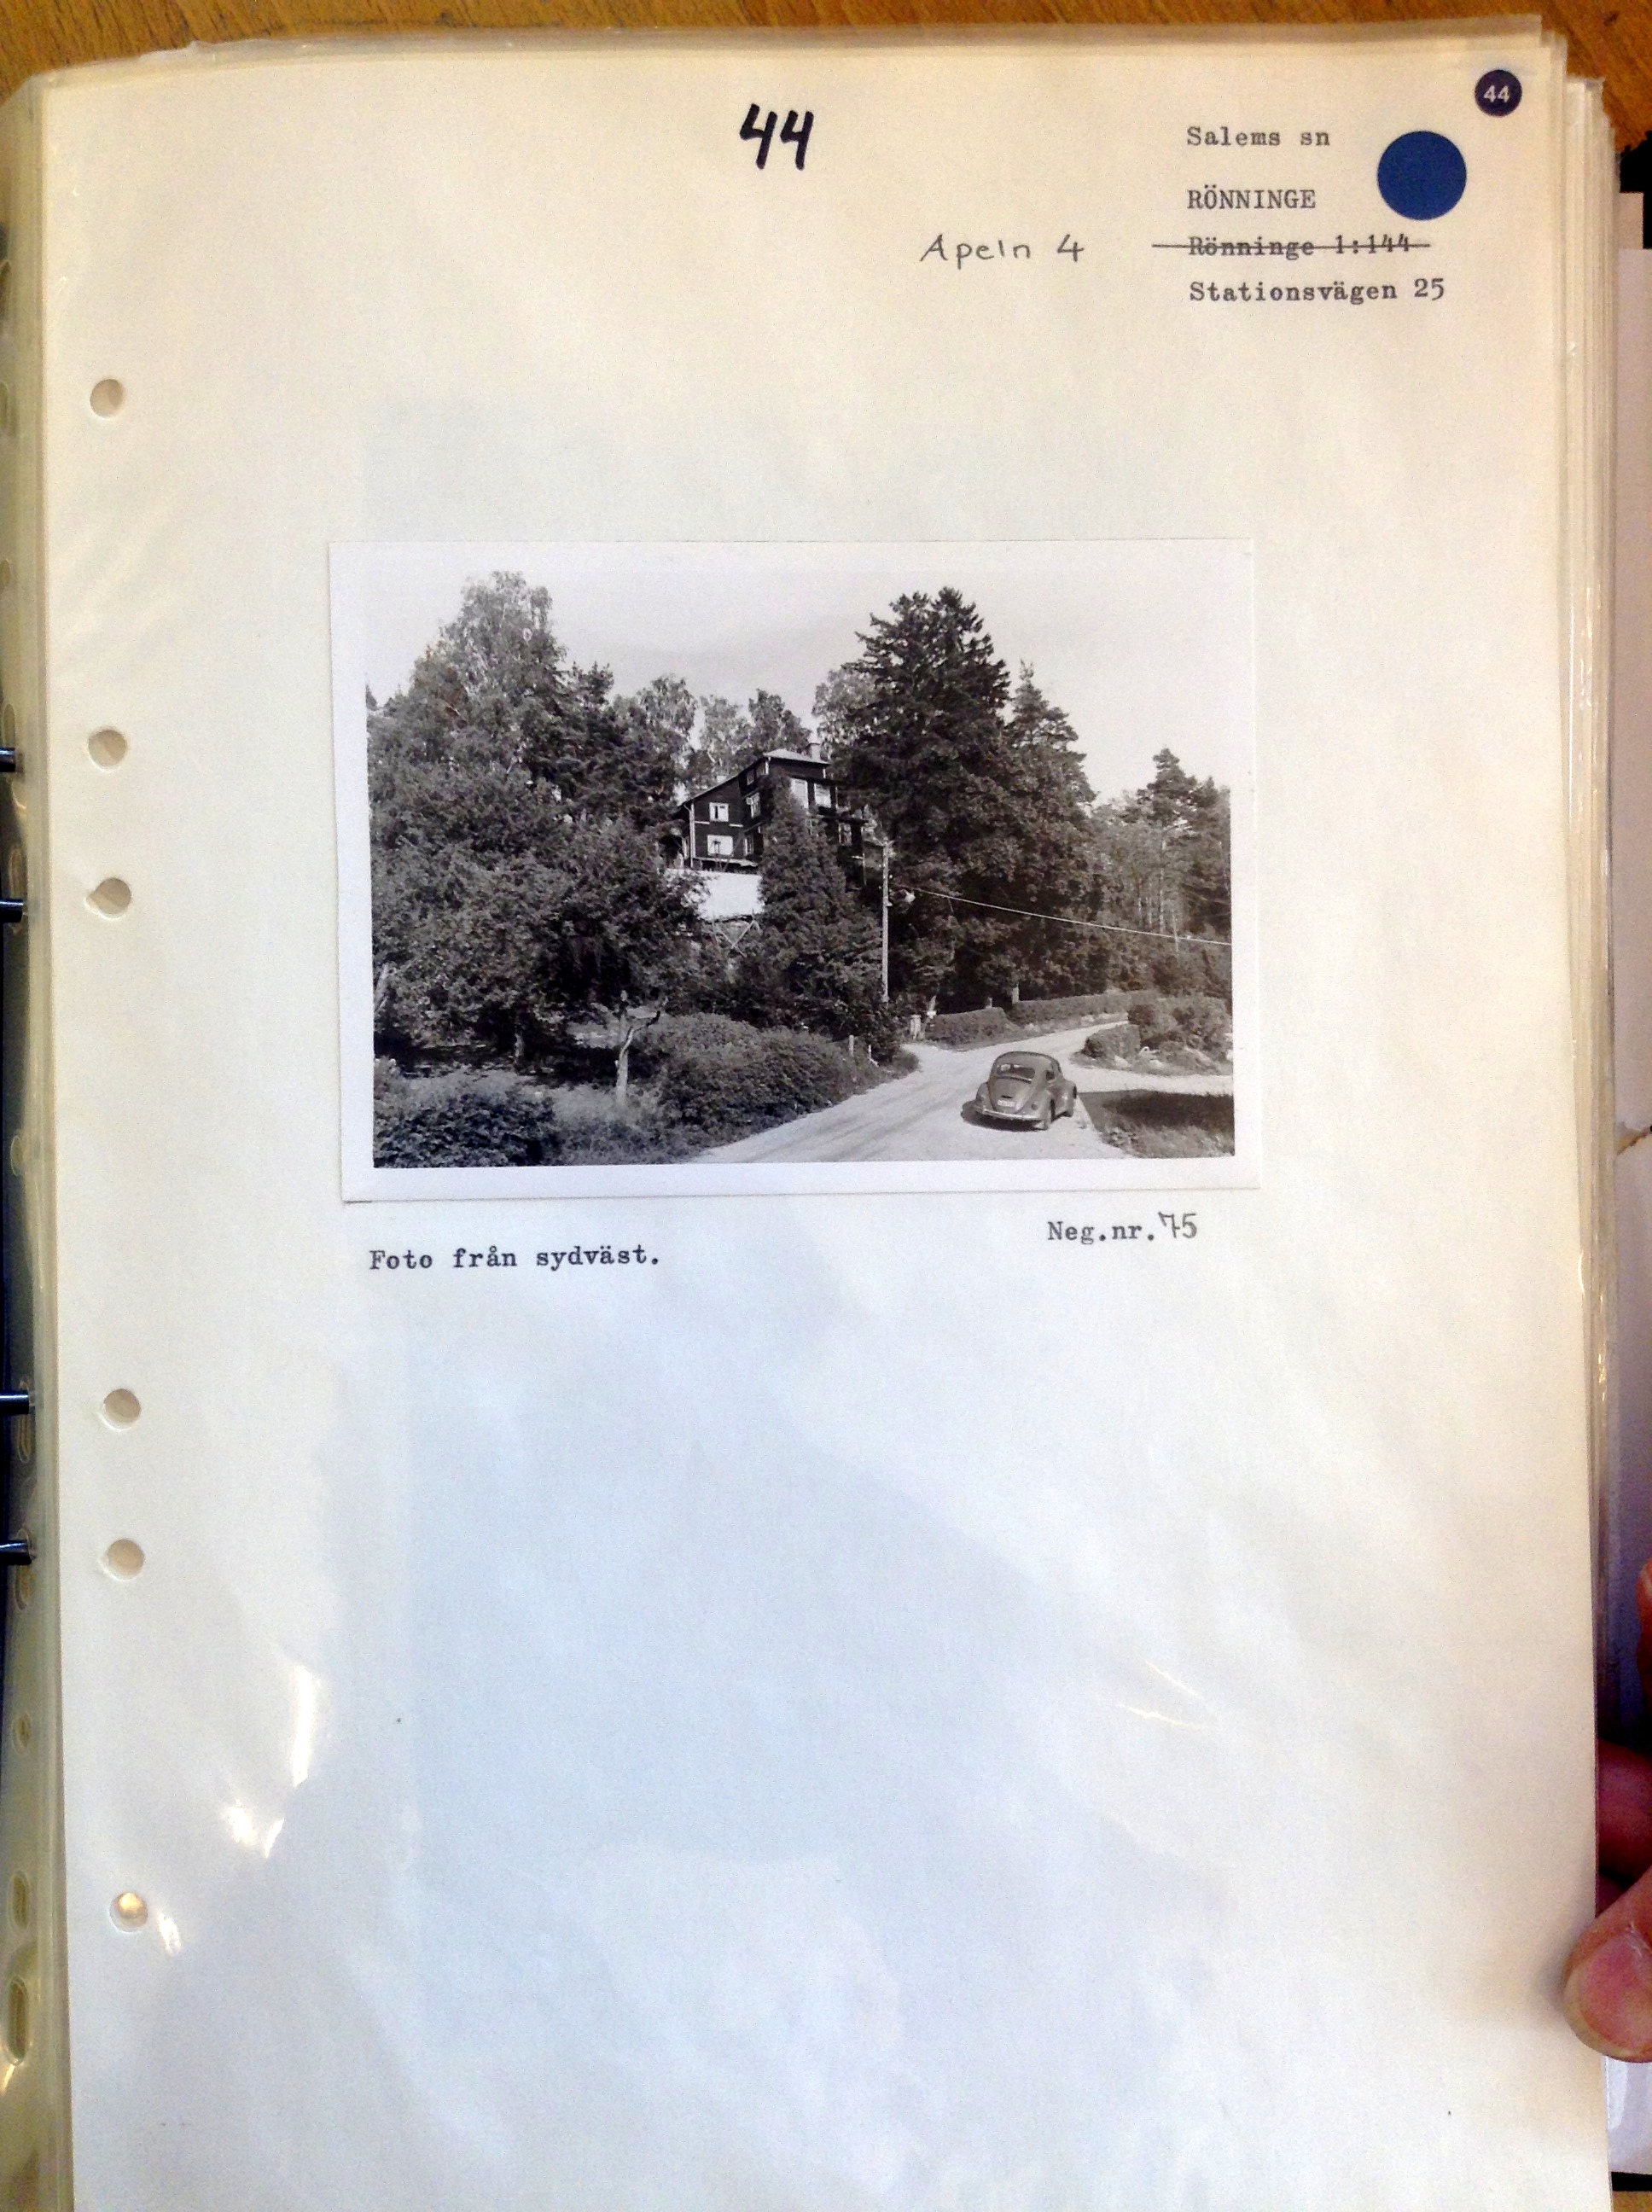 44
44
Salems sn
RÖNNINGE
Apeln 4 Rönninge 1:144
Stationsvägen 25
Neg.nr. 75
Foto från sydväst.